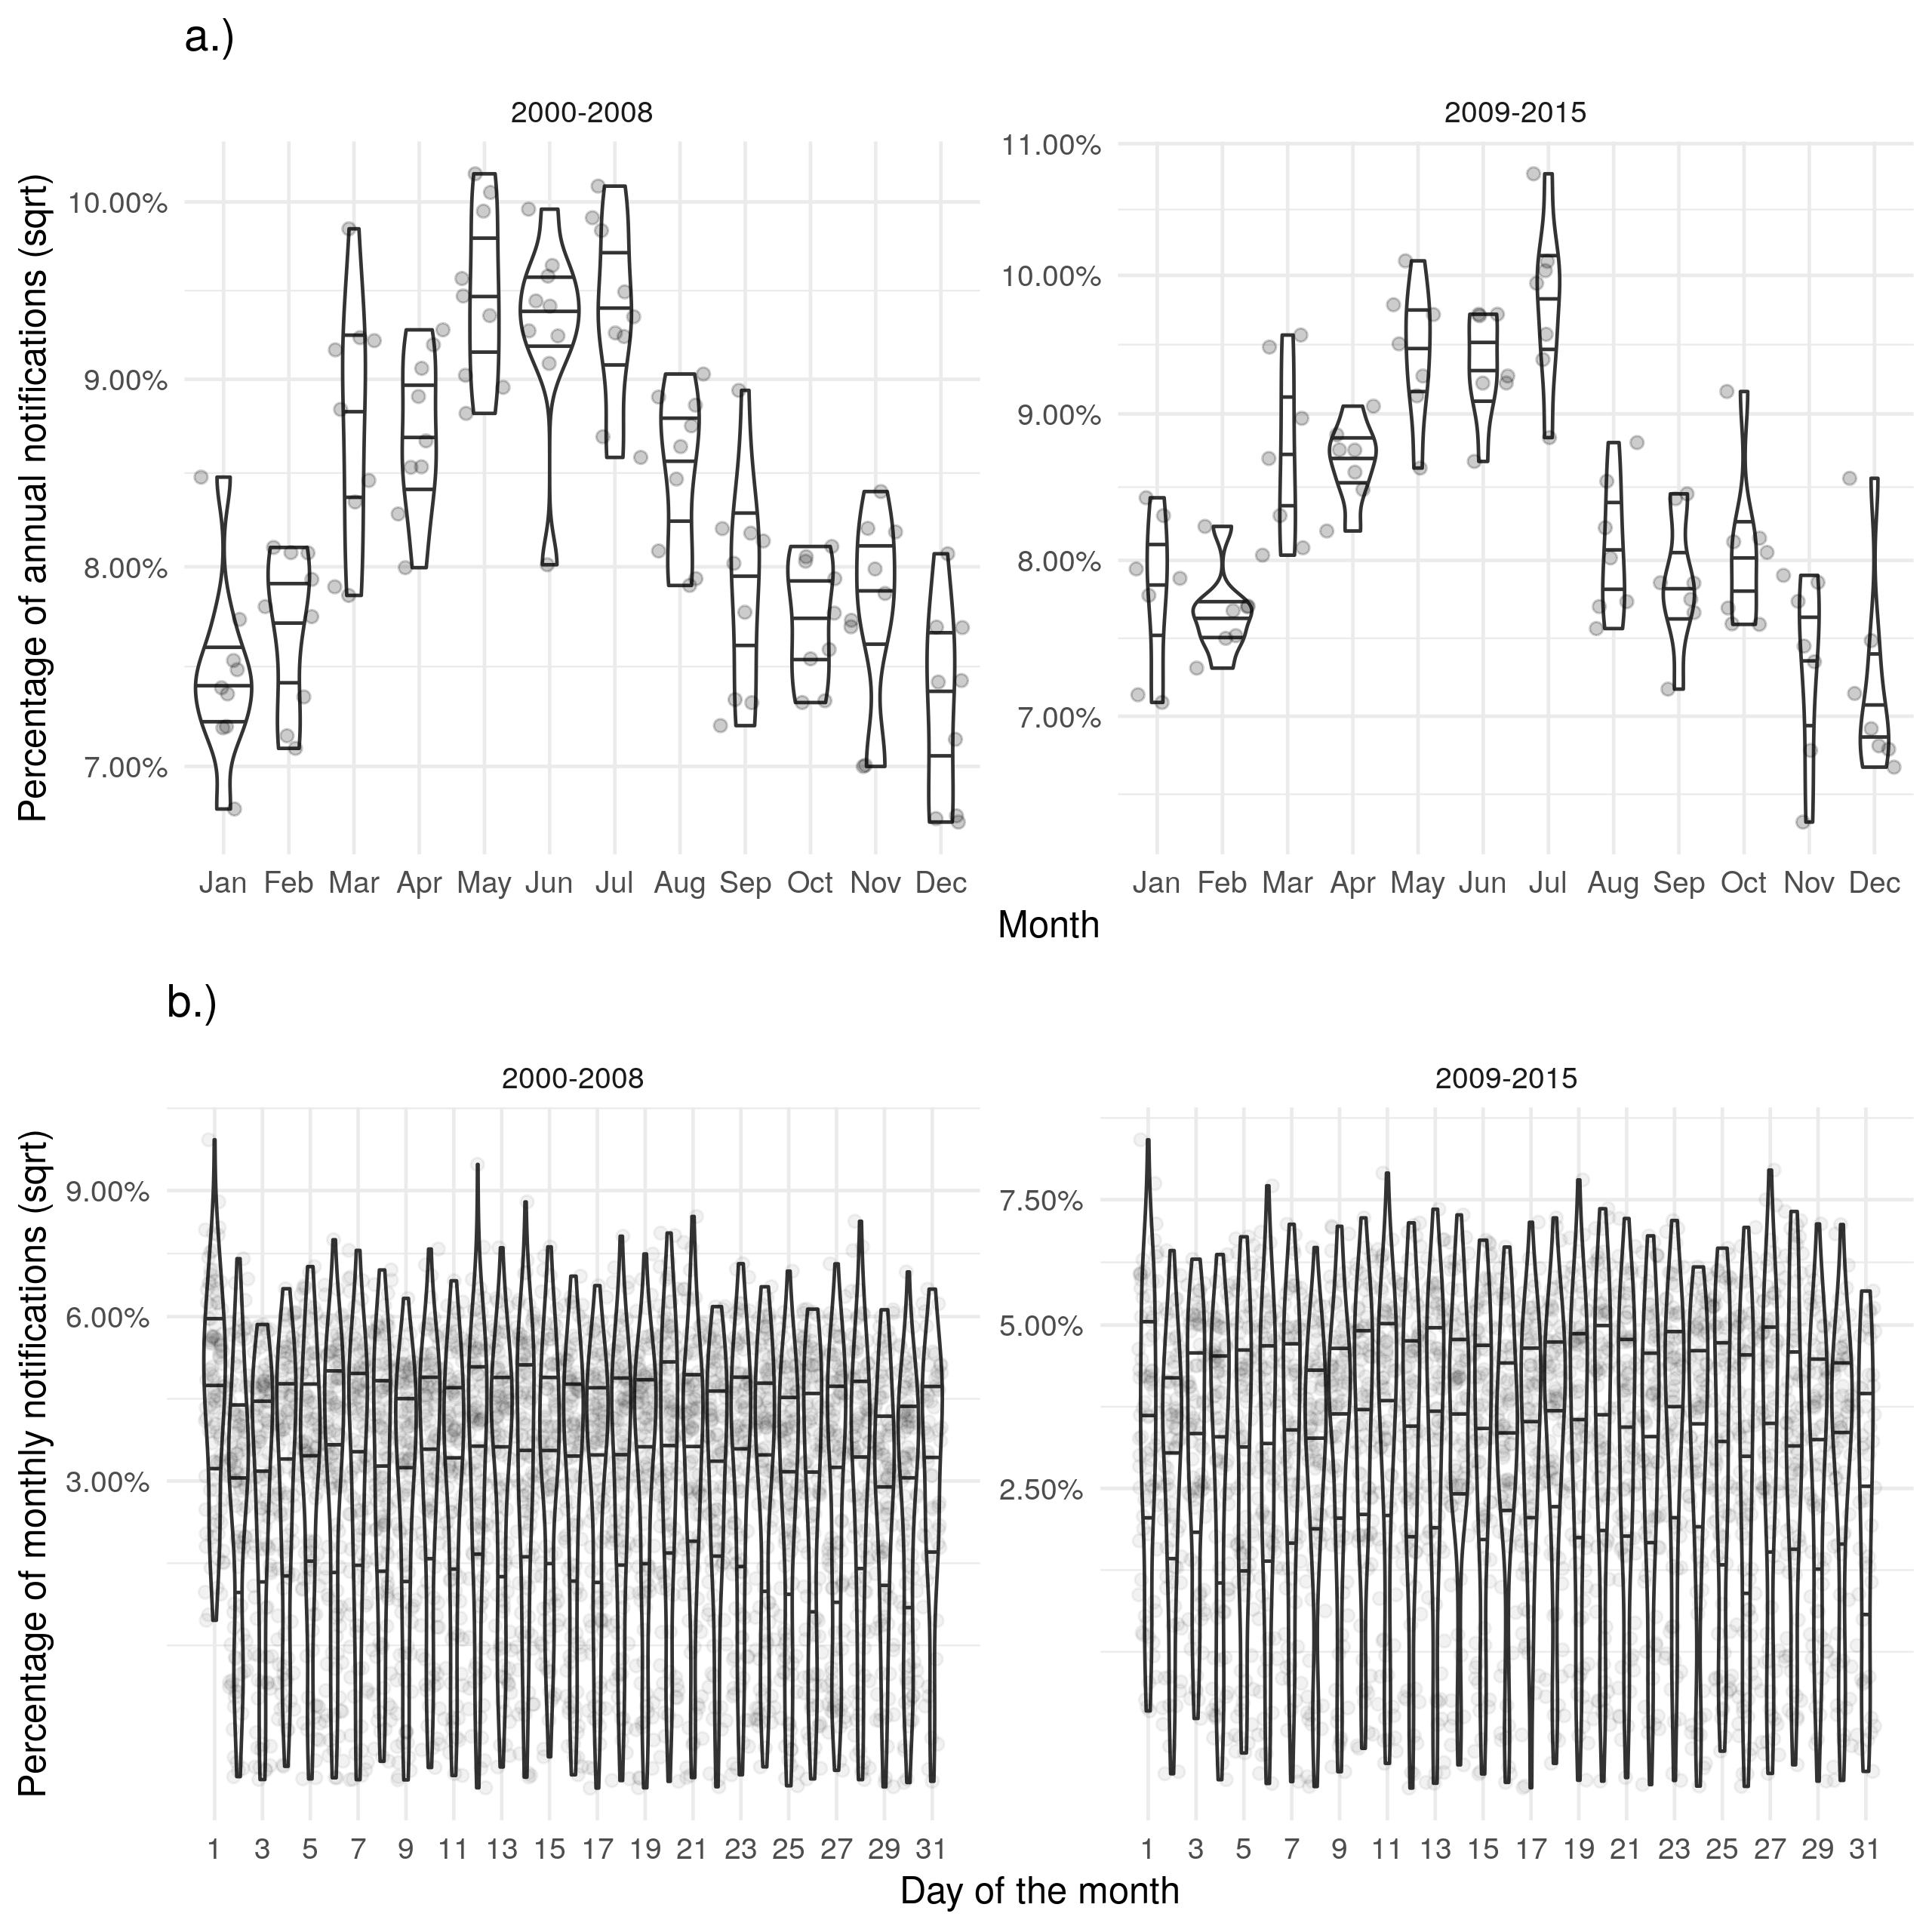 a.)
2000-2008
2009-2015
Percentage of annual notifications (sqrt)
10.00%
9.00%
8.00%
7.00%
11.00%
10.00%
9.00%
8.00%
7.00%
Jan Feb Mar Apr May Jun Jul Aug Sep Oct Nov Dec
Jan Feb Mar Apr May Jun Jul Aug Sep Oct Nov Dec
Month
b.)
2000-2008
2009-2015
Percentage of monthly notifications (sqrt)
9.00%
6.00%
3.00%
7.50%
5.00%
2.50%
1 3 5 7 9 11 13 15 17 19 21 23 25 27 29 31
1 3 5 7 9 11 13 15 17 19 21 23 25 27 29 31
Day of the month